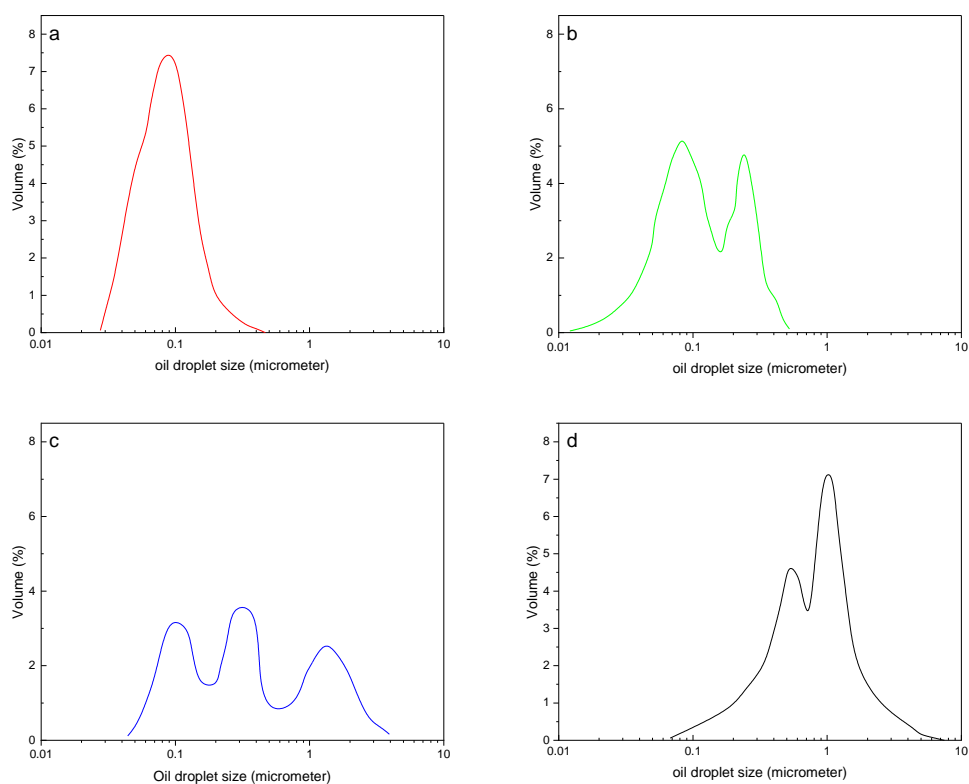 a
8
7
6
5
4
3
2
1
0
Volume (%)
0.01 0.1 1 10
oil droplet size (micrometer)
b
8
6
4
2
0
Volume (%)
0.01 0.1 1 10
oil droplet size (micrometer)
c
8
6
4
2
0
Volume (%)
0.01 0.1 1 10
Oil droplet size (micrometer)
d
8
7
6
5
4
3
2
1
0
Volume (%)
0.01 0.1 1 10
oil droplet size (micrometer)